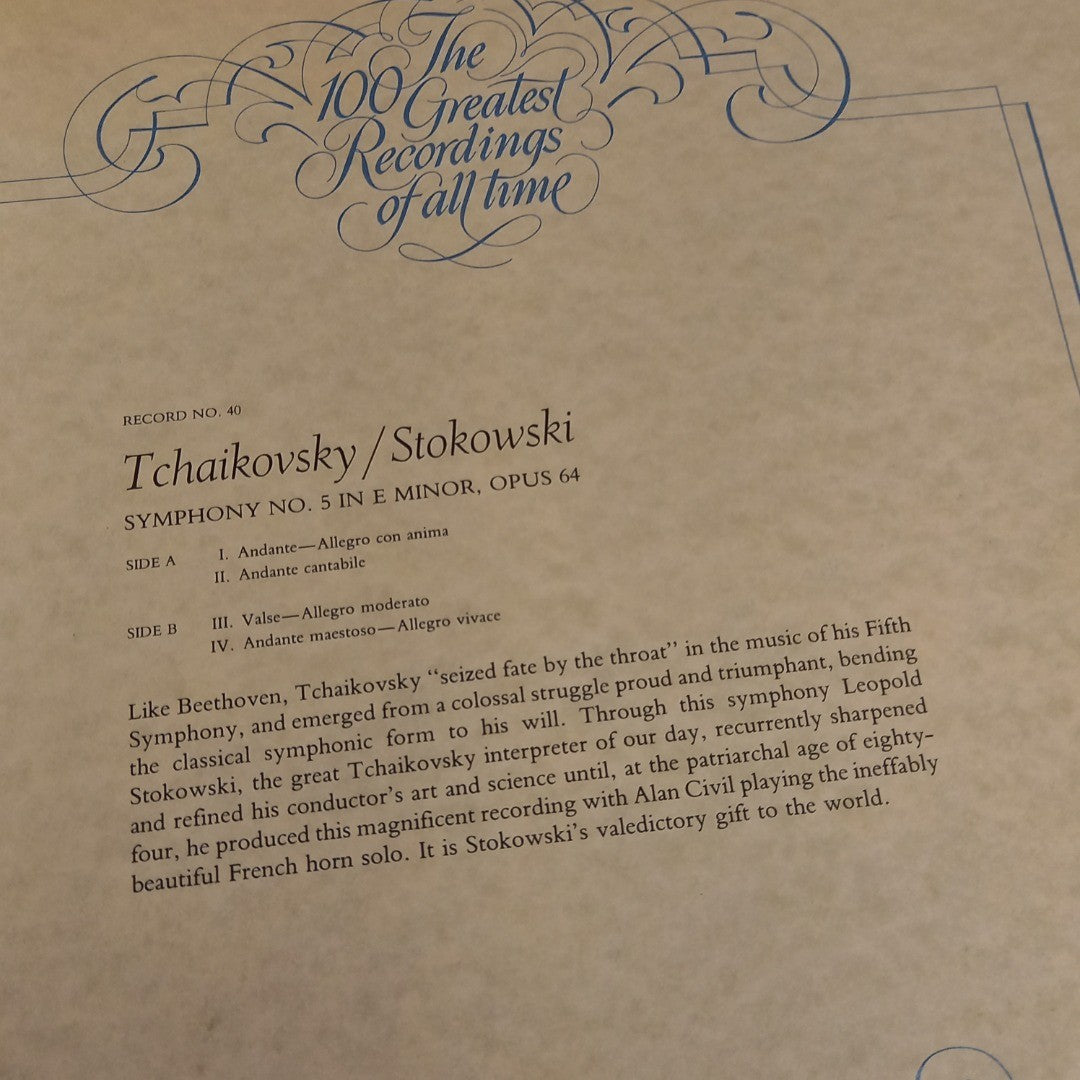 The
100 Greatest
Recordings
of all time
RECORD NO. 40
Tchaikovsky/Stokowski
SYMPHONY NO. 5 IN E MINOR, OPUS 64
SIDE A I. Andante—Allegro con anima
II. Andante cantabile
SIDE B III. Valse—Allegro moderato
IV. Andante maestoso—Allegro vivace
Like Beethoven, Tchaikovsky “seized fate by the throat” in the music of his Fifth
Symphony, and emerged from a colossal struggle proud and triumphant, bending
the classical symphonic form to his will. Through this symphony Leopold
Stokowski, the great Tchaikovsky interpreter of our day, recurrently sharpened
and refined his conductor’s art and science until, at the patriarchal age of eighty-
four, he produced this magnificent recording with Alan Civil playing the ineffably
beautiful French horn solo. It is Stokowski’s valedictory gift to the world.